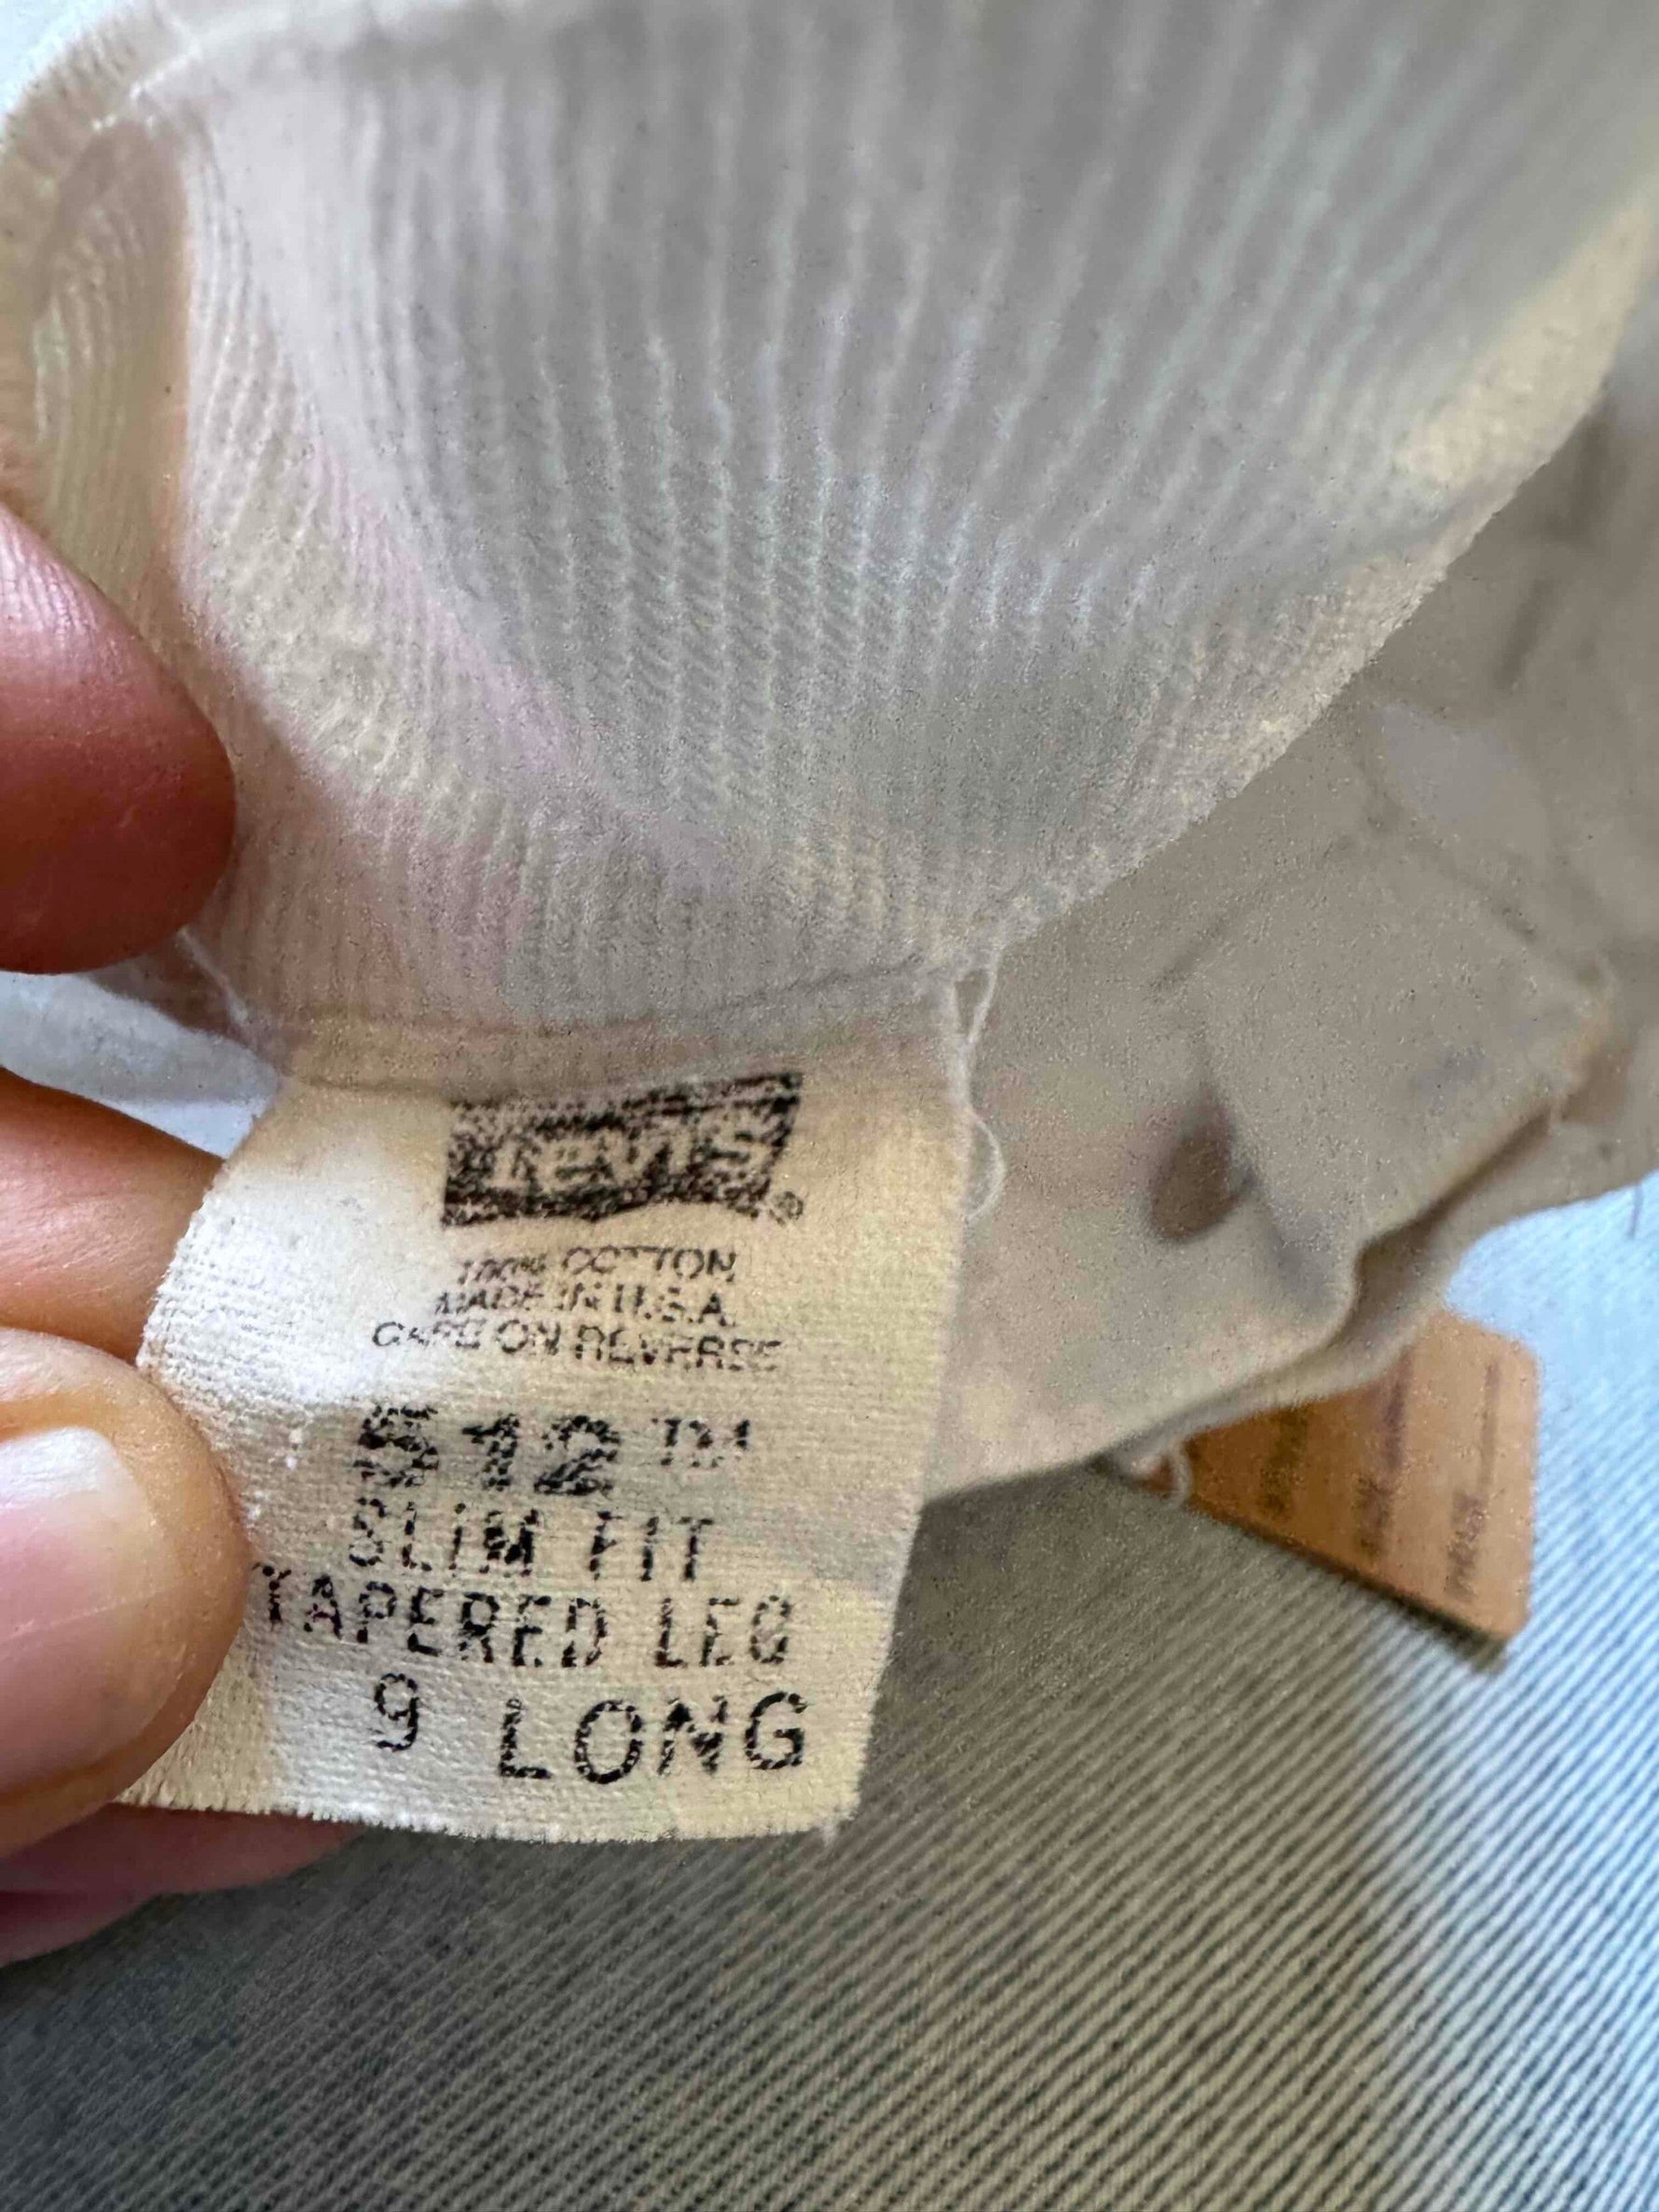 Levi's®
100% COTTON
MADE IN U.S.A.
CARE ON REVERSE
512™
SLIM FIT
TAPERED LEG
9 LONG